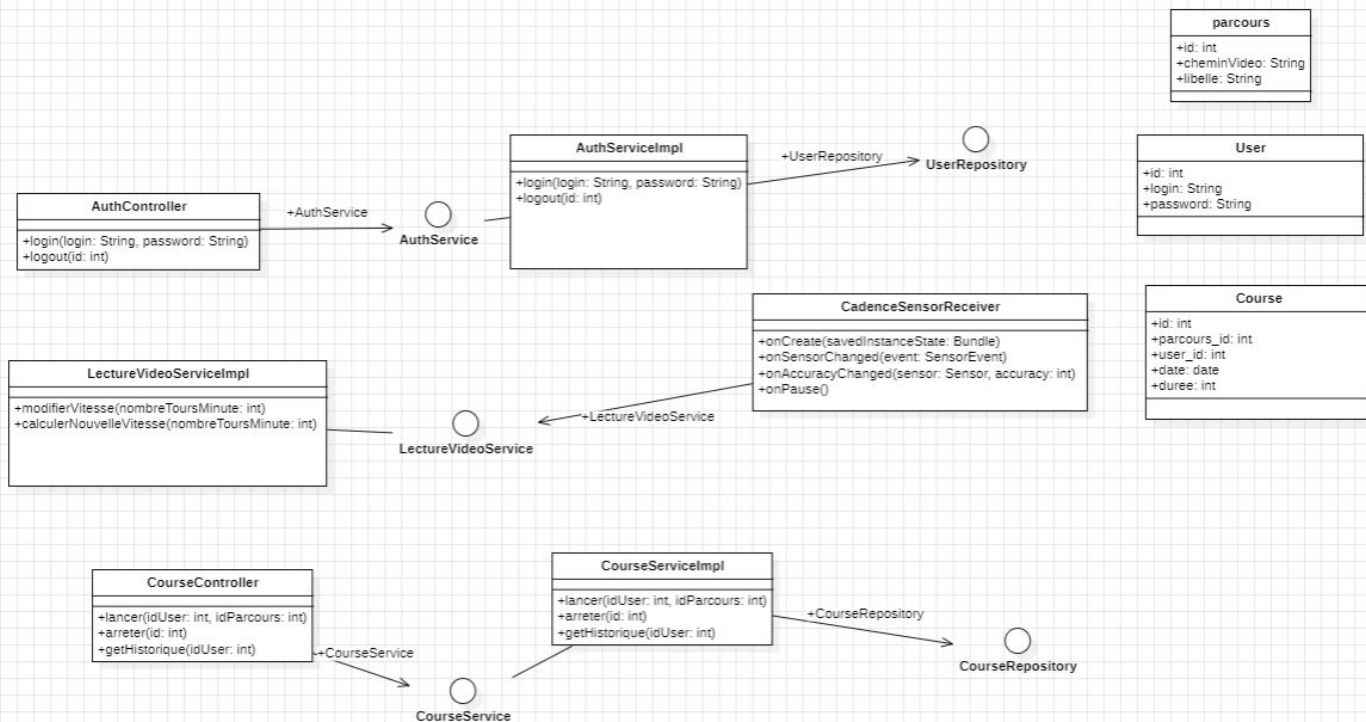 parcours
+id: int
+cheminVideo: String
+libelle: String
AuthServiceImpl
+login(login: String, password: String)
+logout(id: int)
+UserRepository
UserRepository
User
+id: int
+login: String
+password: String
AuthController
+login(login: String, password: String)
+logout(id: int)
+AuthService
AuthService
CadenceSensorReceiver
+onCreate(savedInstanceState: Bundle)
+onSensorChanged(event: SensorEvent)
+onAccuracyChanged(sensor: Sensor, accuracy: int)
+onPause()
Course
+id: int
+parcours_id: int
+user_id: int
+date: date
+duree: int
LectureVideoServiceImpl
+modifierVitesse(nombreToursMinute: int)
+calculerNouvelleVitesse(nombreToursMinute: int)
+LectureVideoService
LectureVideoService
CourseController
+lancer(idUser: int, idParcours: int)
+arreter(id: int)
+getHistorique(idUser: int)
+CourseService
CourseService
CourseServiceImpl
+lancer(idUser: int, idParcours: int)
+arreter(id: int)
+getHistorique(idUser: int)
+CourseRepository
CourseRepository